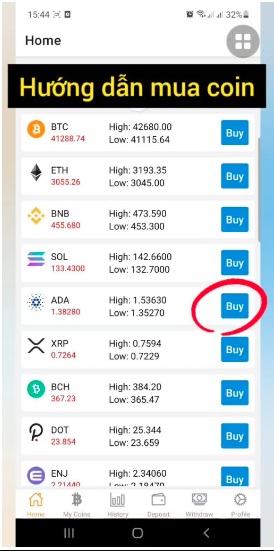 15:44
32%
Home
Hướng dẫn mua coin
BTC High: 42680.00
41288.74 Low: 41115.64
Buy
ETH High: 3193.35
3055.26 Low: 3045.00
Buy
BNB High: 473.590
455.680 Low: 453.300
Buy
SOL High: 142.6600
133.4300 Low: 132.7000
Buy
ADA High: 1.53630
1.38280 Low: 1.35270
Buy
XRP High: 0.7594
0.7264 Low: 0.7229
Buy
BCH High: 384.20
367.23 Low: 365.47
Buy
DOT High: 25.344
23.854 Low: 23.659
Buy
ENJ High: 2.34060
2.21440 Low: 2.18470
Buy
Home My Coins History Deposit Withdraw Profile